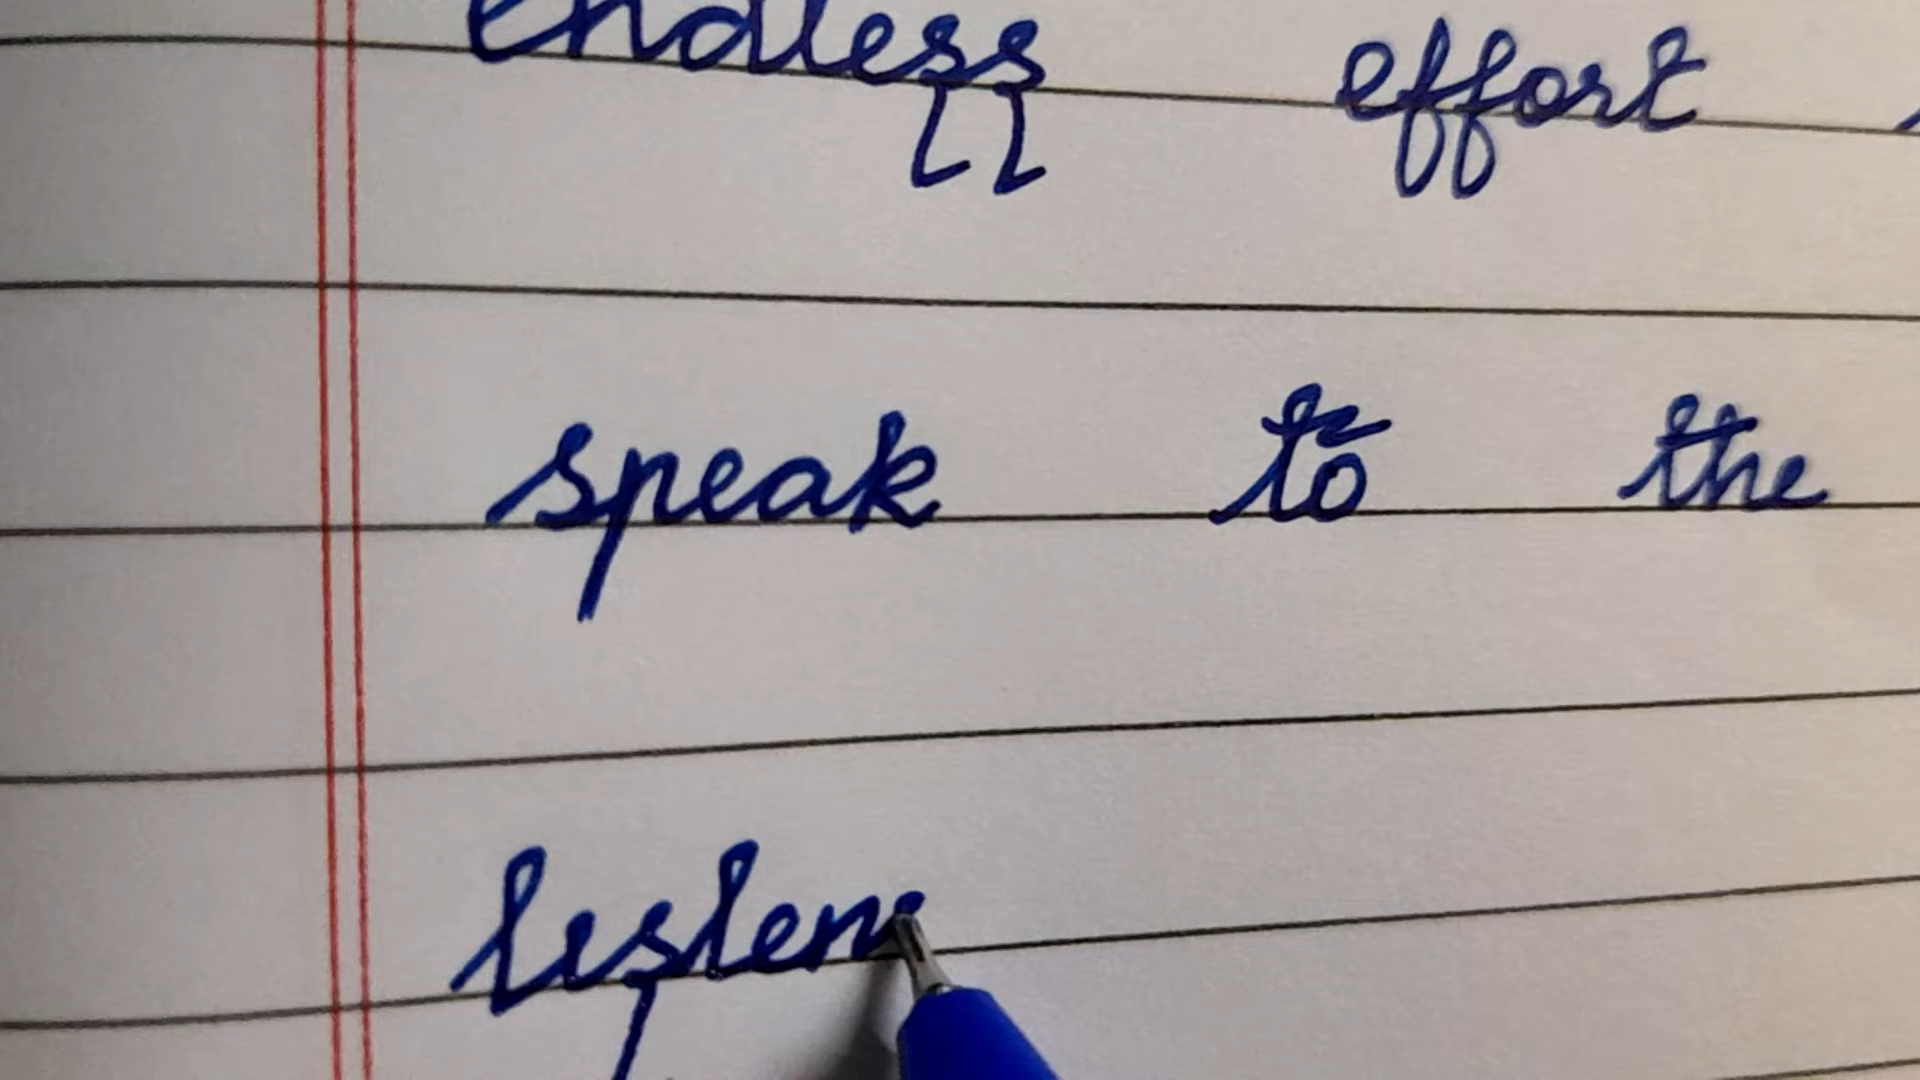 endless effort
speak to the
listen